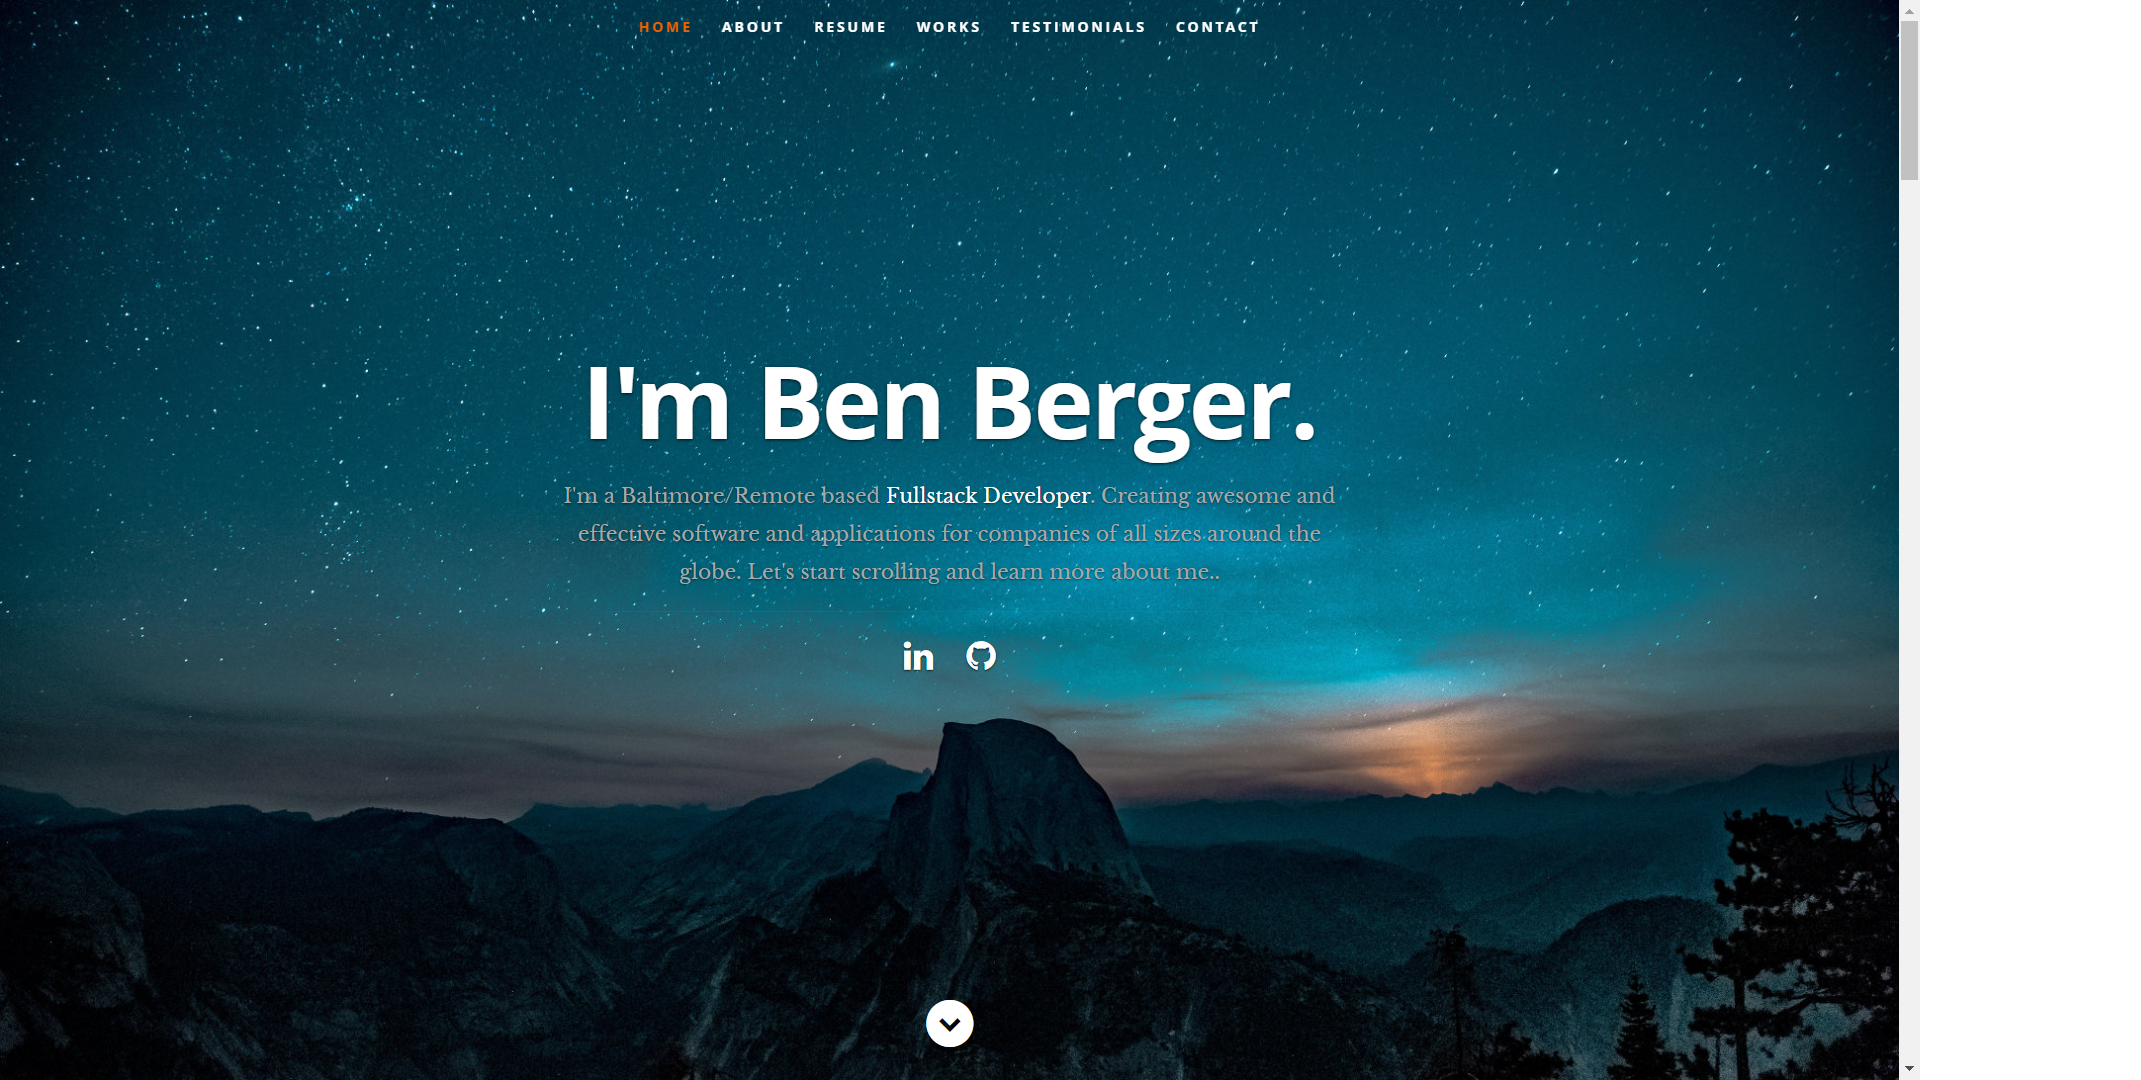 HOME ABOUT RESUME WORKS TESTIMONIALS CONTACT
I'm Ben Berger.
I'm a Baltimore/Remote based Fullstack Developer. Creating awesome and
effective software and applications for companies of all sizes around the
globe. Let's start scrolling and learn more about me..
in